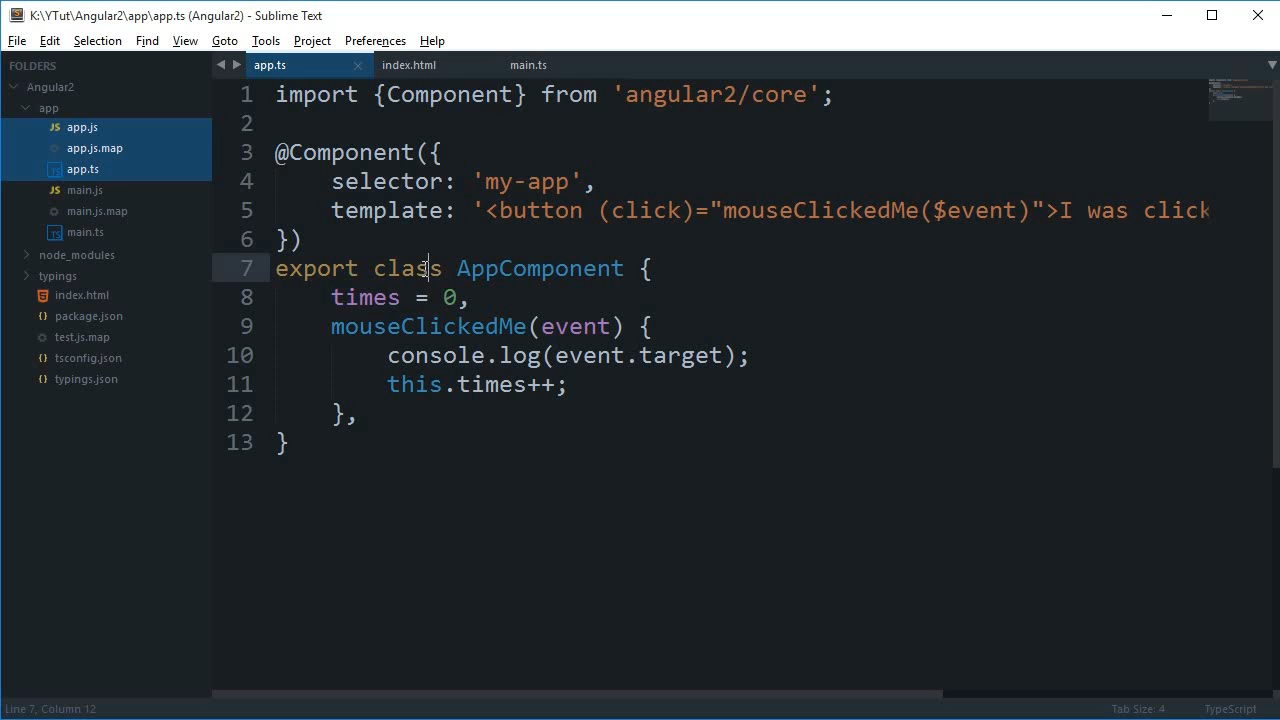 K:\YTut\Angular2\app\app.ts (Angular2) - Sublime Text
File Edit Selection Find View Goto Tools Project Preferences Help
FOLDERS
Angular2
app
JS app.js
app.js.map
TS app.ts
JS main.js
main.js.map
TS main.ts
node_modules
typings
index.html
{} package.json
test.js.map
{} tsconfig.json
{} typings.json
app.ts index.html main.ts
1 import {Component} from 'angular2/core';
2
3 @Component({
4 selector: 'my-app',
5 template: '<button (click)="mouseClickedMe($event)">I was click
6 })
7 export class AppComponent {
8 times = 0,
9 mouseClickedMe(event) {
10 console.log(event.target);
11 this.times++;
12 },
13 }
Line 7, Column 12 Tab Size: 4 TypeScript